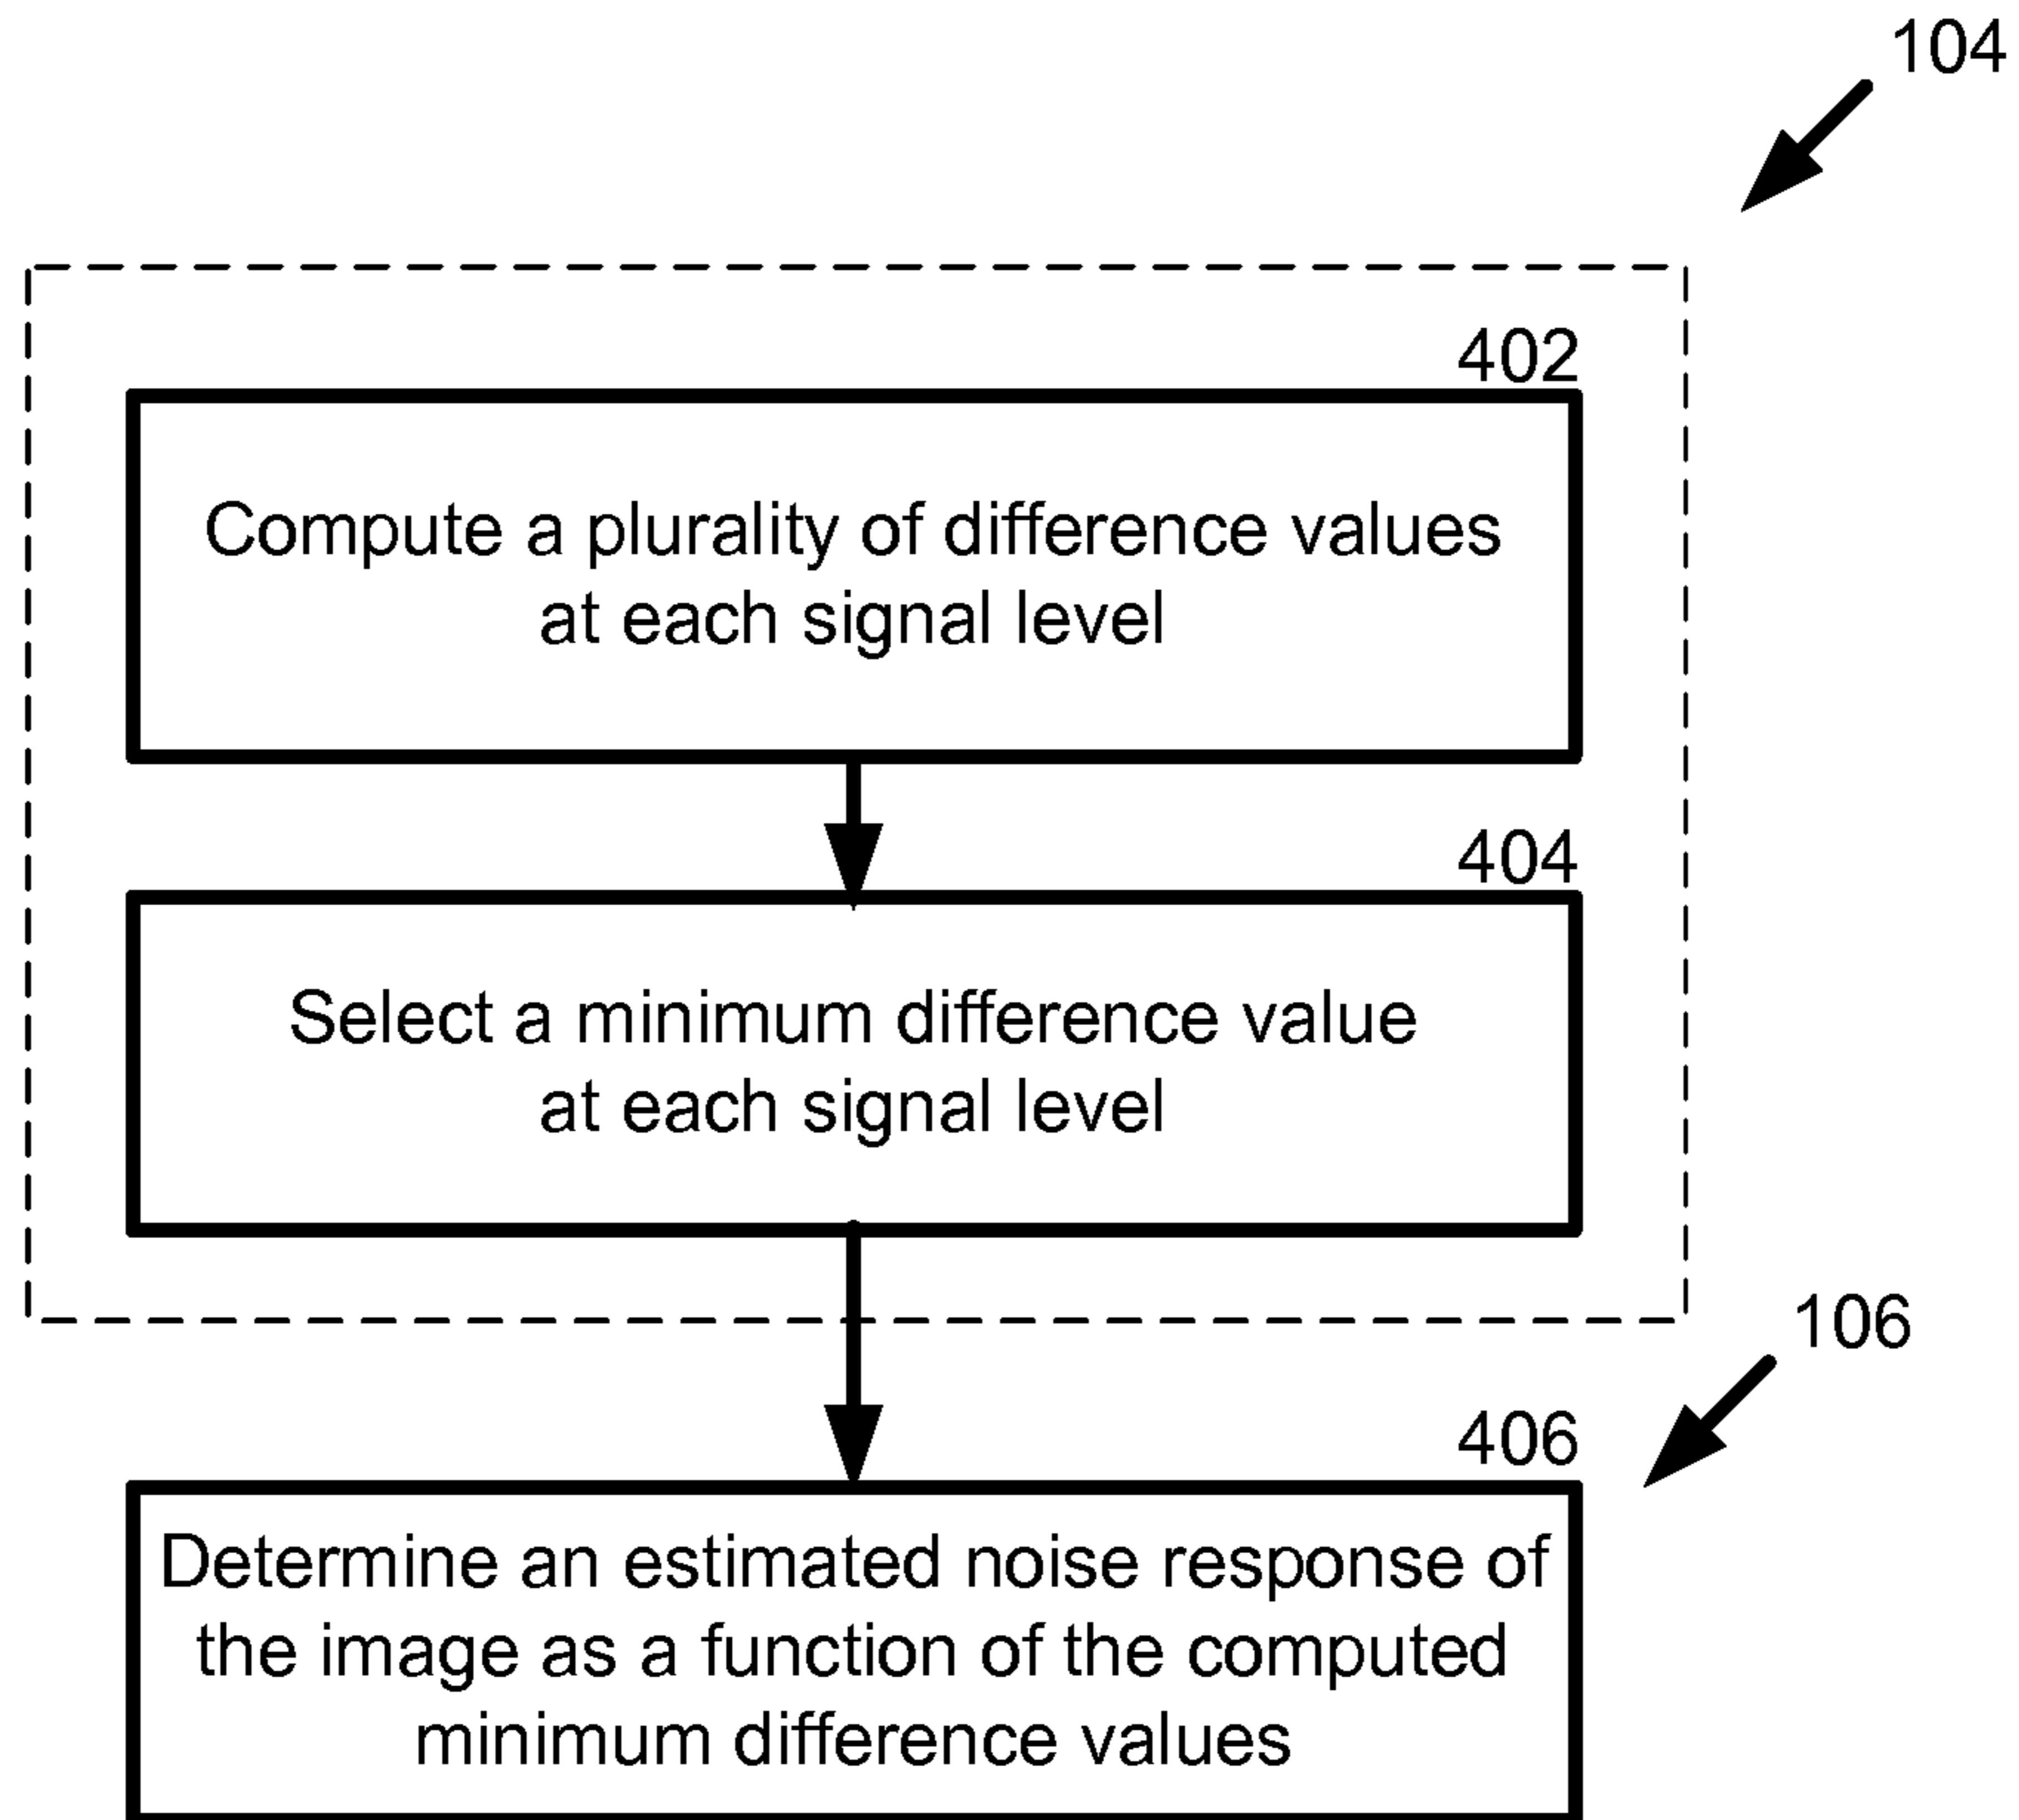 104
402
Compute a plurality of difference values
at each signal level
404
Select a minimum difference value
at each signal level
106
406
Determine an estimated noise response of
the image as a function of the computed
minimum difference values